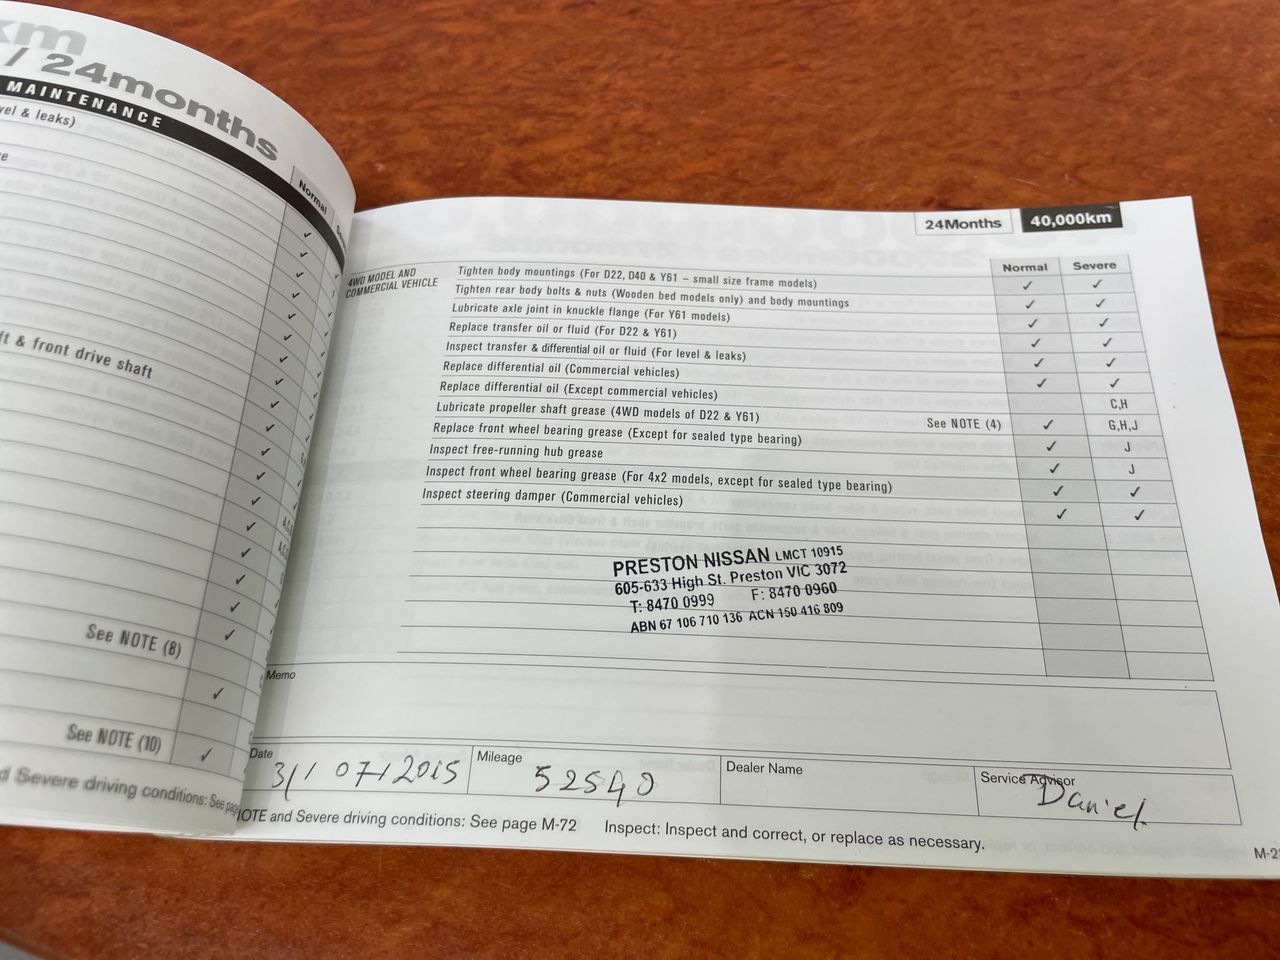 km
/ 24months
MAINTENANCE
vel & leaks)
Normal
ft & front drive shaft
See NOTE (8)
See NOTE (10)
d Severe driving conditions: See page
24Months 40,000km
Normal Severe
4WD MODEL AND
COMMERCIAL VEHICLE
Tighten body mountings (For D22, D40 & Y61 – small size frame models) ✓ ✓
Tighten rear body bolts & nuts (Wooden bed models only) and body mountings ✓ ✓
Lubricate axle joint in knuckle flange (For Y61 models) ✓ ✓
Replace transfer oil or fluid (For D22 & Y61) ✓ ✓
Inspect transfer & differential oil or fluid (For level & leaks) ✓ ✓
Replace differential oil (Commercial vehicles) ✓ ✓
Replace differential oil (Except commercial vehicles) C,H
Lubricate propeller shaft grease (4WD models of D22 & Y61) See NOTE (4) ✓ G,H,J
Replace front wheel bearing grease (Except for sealed type bearing) ✓ J
Inspect free-running hub grease ✓ J
Inspect front wheel bearing grease (For 4x2 models, except for sealed type bearing) ✓ ✓
Inspect steering damper (Commercial vehicles) ✓ ✓
PRESTON NISSAN LMCT 10915
605-633 High St. Preston VIC 3072
T: 8470 0999 F: 8470 0960
ABN 67 106 710 136 ACN 150 416 809
Memo
Date 31/07/2015
Mileage 52540
Dealer Name
Service Advisor Daniel
NOTE and Severe driving conditions: See page M-72 Inspect: Inspect and correct, or replace as necessary.